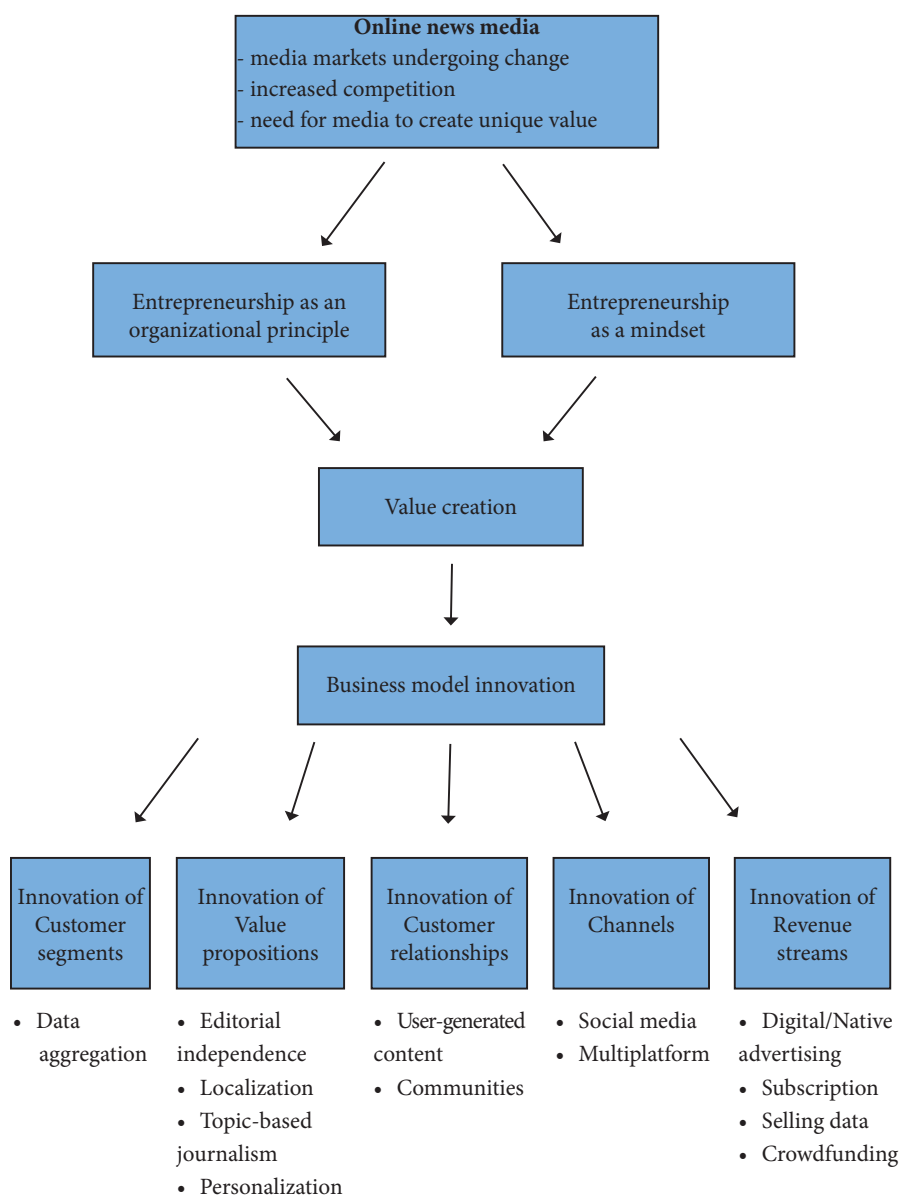 Online news media
- media markets undergoing change
- increased competition
- need for media to create unique value
Entrepreneurship as an
organizational principle
Entrepreneurship
as a mindset
Value creation
Business model innovation
Innovation of
Customer
segments
• Data
aggregation
Innovation of
Value
propositions
• Editorial
independence
• Localization
• Topic-based
journalism
• Personalization
Innovation of
Customer
relationships
• User-generated
content
• Communities
Innovation of
Channels
• Social media
• Multiplatform
Innovation of
Revenue
streams
• Digital/Native
advertising
• Subscription
• Selling data
• Crowdfunding